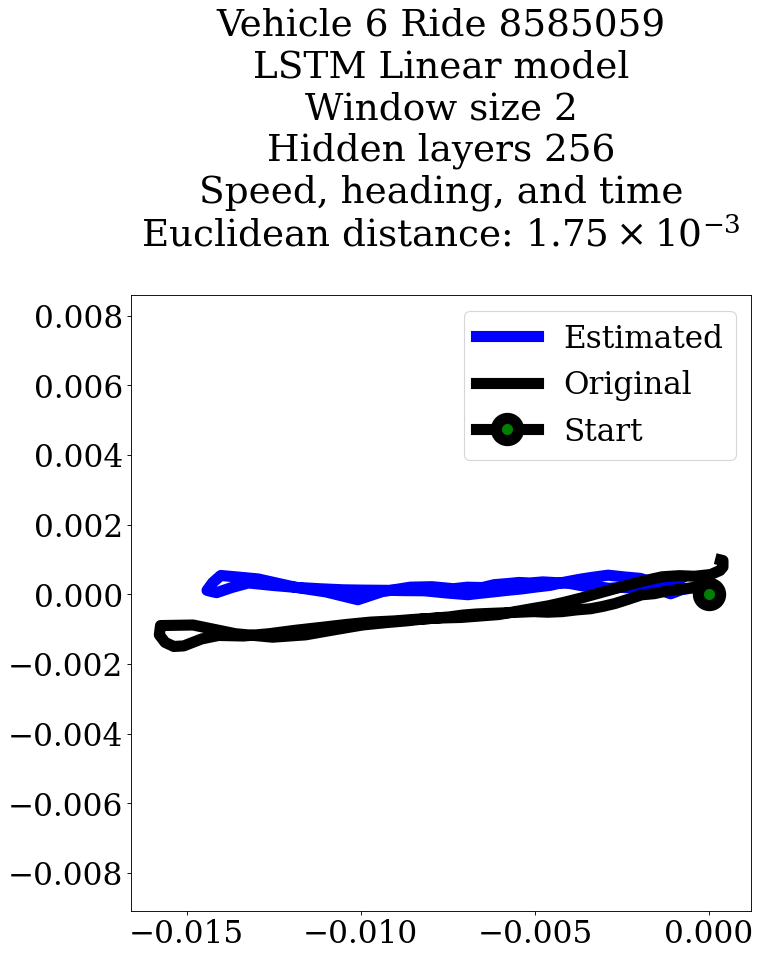 Vehicle 6 Ride 8585059
LSTM Linear model
Window size 2
Hidden layers 256
Speed, heading, and time
Euclidean distance: 1.75 × 10⁻³
Estimated
Original
Start
0.008
0.006
0.004
0.002
0.000
−0.002
−0.004
−0.006
−0.008
−0.015 −0.010 −0.005 0.000